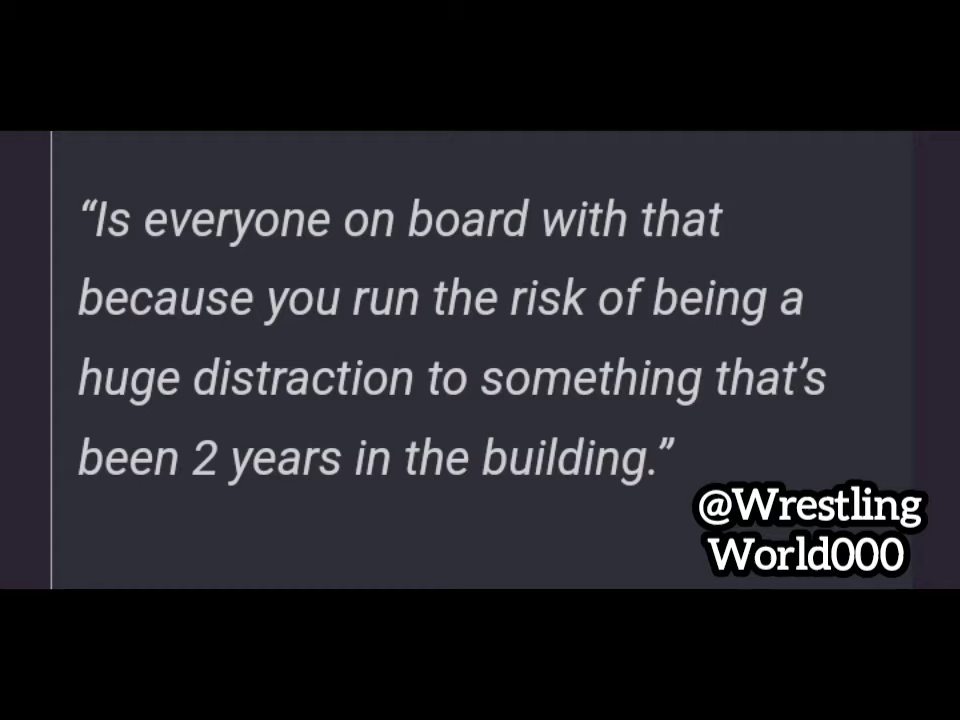 “Is everyone on board with that
because you run the risk of being a
huge distraction to something that’s
been 2 years in the building.”
@Wrestling
World000